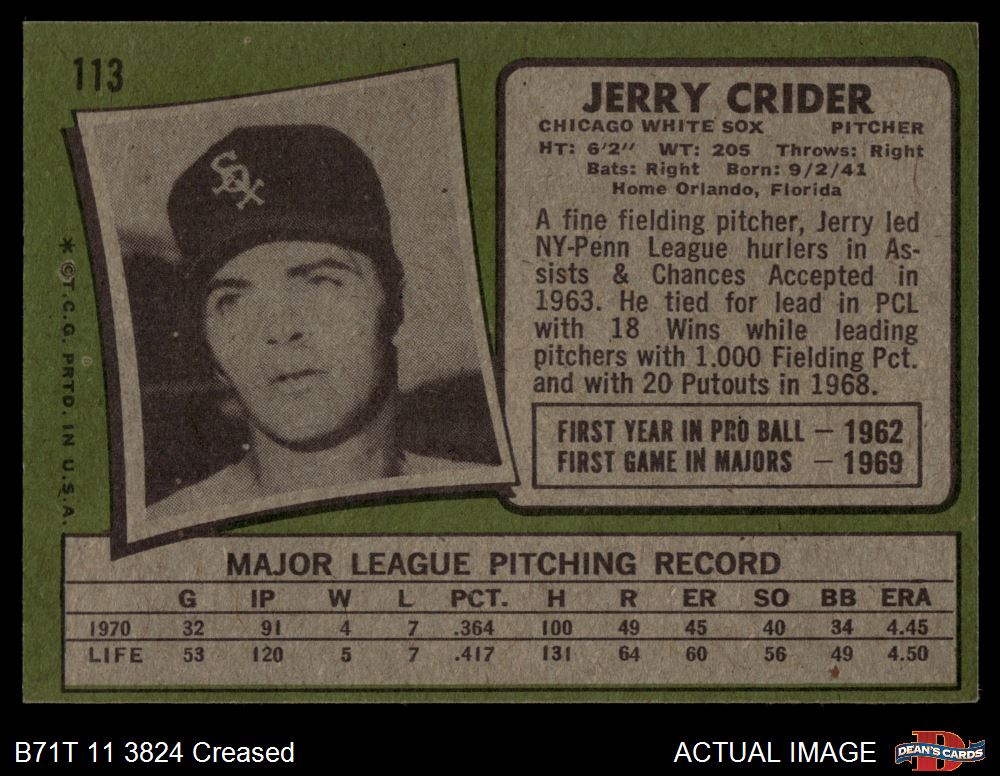 113
SOX
JERRY CRIDER
CHICAGO WHITE SOX PITCHER
HT: 6'2" WT: 205 Throws: Right
Bats: Right Born: 9/2/41
Home Orlando, Florida
A fine fielding pitcher, Jerry led
NY-Penn League hurlers in As-
sists & Chances Accepted in
1963. He tied for lead in PCL
with 18 Wins while leading
pitchers with 1.000 Fielding Pct.
and with 20 Putouts in 1968.
FIRST YEAR IN PRO BALL – 1962
FIRST GAME IN MAJORS – 1969
* © T.C.G. PRTD. IN U.S.A.
MAJOR LEAGUE PITCHING RECORD
G IP W L PCT. H R ER SO BB ERA
1970 32 91 4 7 .364 100 49 45 40 34 4.45
LIFE 53 120 5 7 .417 131 64 60 56 49 4.50
B71T 11 3824 Creased
ACTUAL IMAGE
D
DEAN'S CARDS